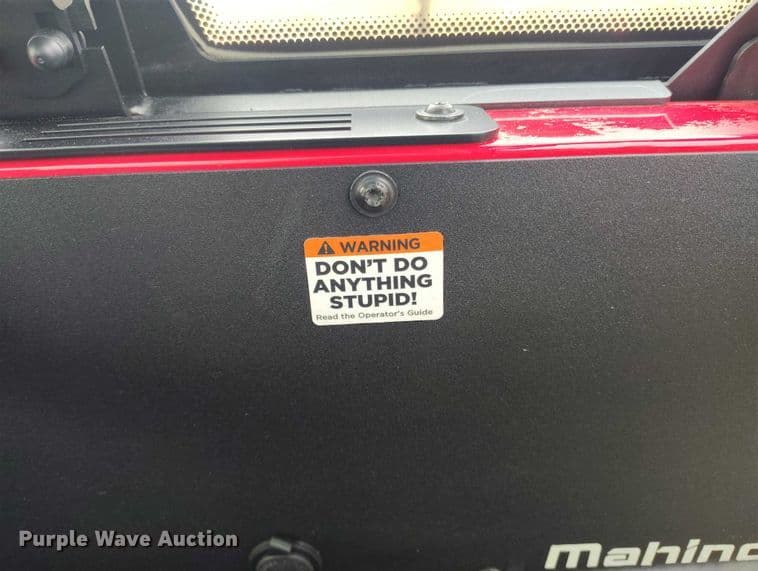 WARNING
DON'T DO
ANYTHING
STUPID!
Read the Operator's Guide
Purple Wave Auction